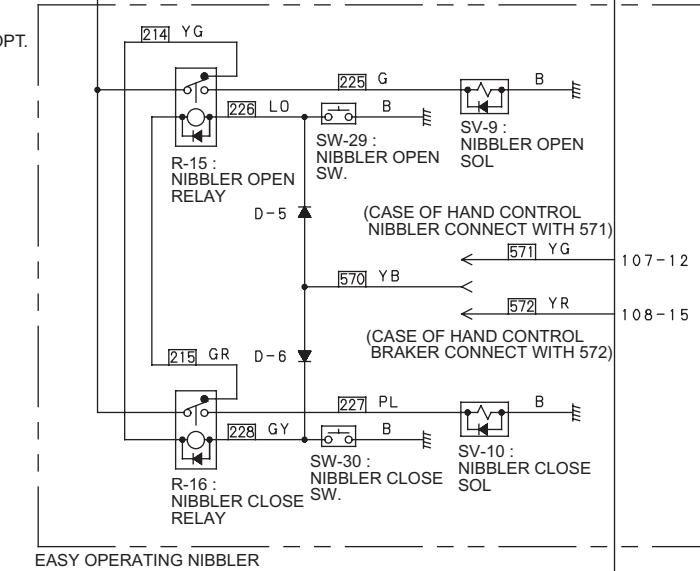 OPT.
214 YG
225 G
B
226 LO
B
SW-29 :
NIBBLER OPEN
SW.
SV-9 :
NIBBLER OPEN
SOL
R-15 :
NIBBLER OPEN
RELAY
D-5
(CASE OF HAND CONTROL
NIBBLER CONNECT WITH 571)
571 YG
107-12
570 YB
572 YR
108-15
(CASE OF HAND CONTROL
BRAKER CONNECT WITH 572)
215 GR
D-6
227 PL
B
228 GY
B
SW-30 :
NIBBLER CLOSE
SW.
SV-10 :
NIBBLER CLOSE
SOL
R-16 :
NIBBLER CLOSE
RELAY
EASY OPERATING NIBBLER